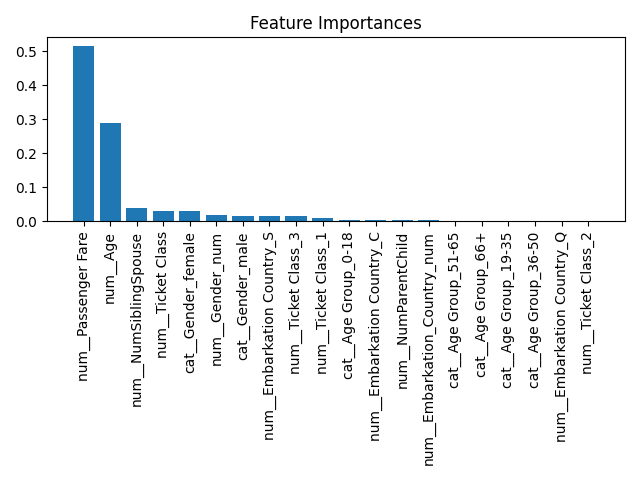 Feature Importances
0.5
0.4
0.3
0.2
0.1
0.0
num__Passenger Fare
num__Age
num__NumSiblingSpouse
num__Ticket Class
cat__Gender_female
num__Gender_num
cat__Gender_male
num__Embarkation Country_S
num__Ticket Class_3
num__Ticket Class_1
cat__Age Group_0-18
num__Embarkation Country_C
num__NumParentChild
num__Embarkation_Country_num
cat__Age Group_51-65
cat__Age Group_66+
cat__Age Group_19-35
cat__Age Group_36-50
num__Embarkation Country_Q
num__Ticket Class_2